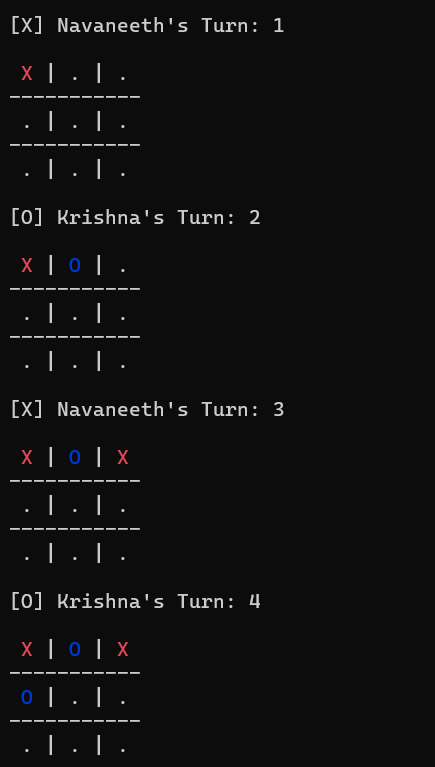 [X] Navaneeth's Turn: 1
X | . | .
-----------
. | . | .
-----------
. | . | .
[O] Krishna's Turn: 2
X | O | .
-----------
. | . | .
-----------
. | . | .
[X] Navaneeth's Turn: 3
X | O | X
-----------
. | . | .
-----------
. | . | .
[O] Krishna's Turn: 4
X | O | X
-----------
O | . | .
-----------
. | . | .